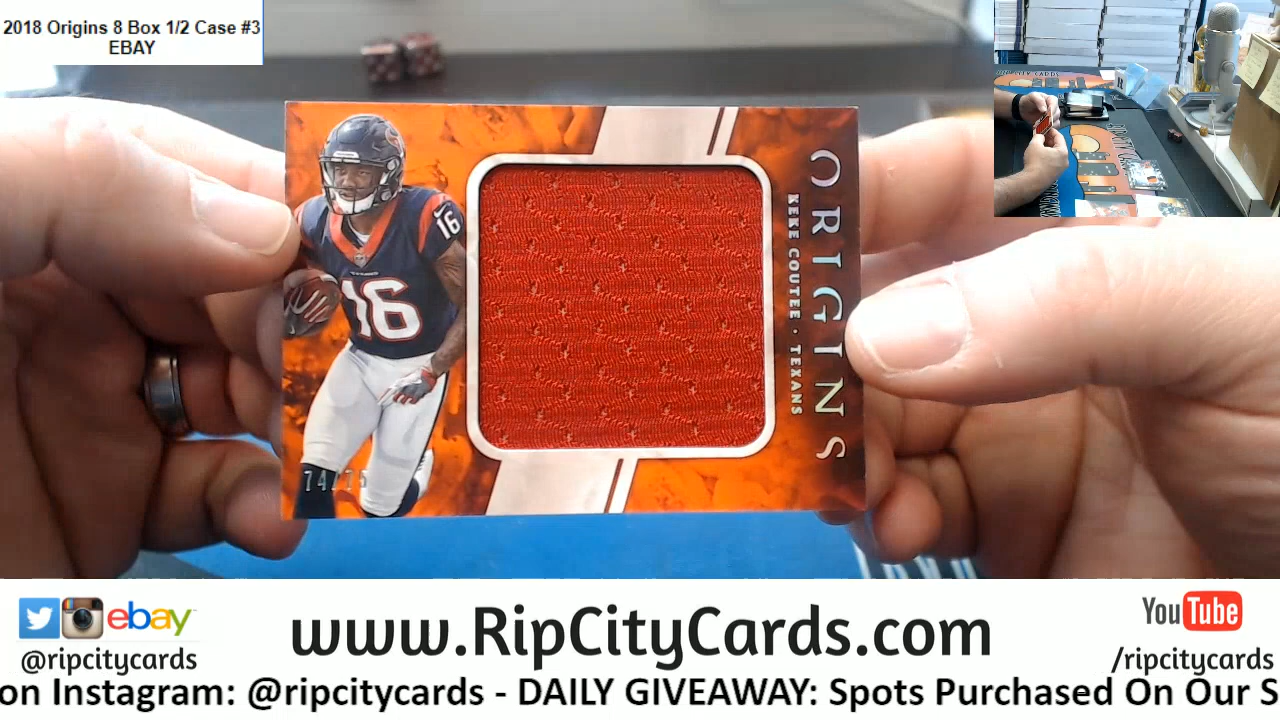 2018 Origins 8 Box 1/2 Case #3
EBAY
ORIGINS
KEKE COUTEE · TEXANS
16
16
74/75
ebay
@ripcitycards
www.RipCityCards.com
YouTube
/ripcitycards
on Instagram: @ripcitycards - DAILY GIVEAWAY: Spots Purchased On Our S